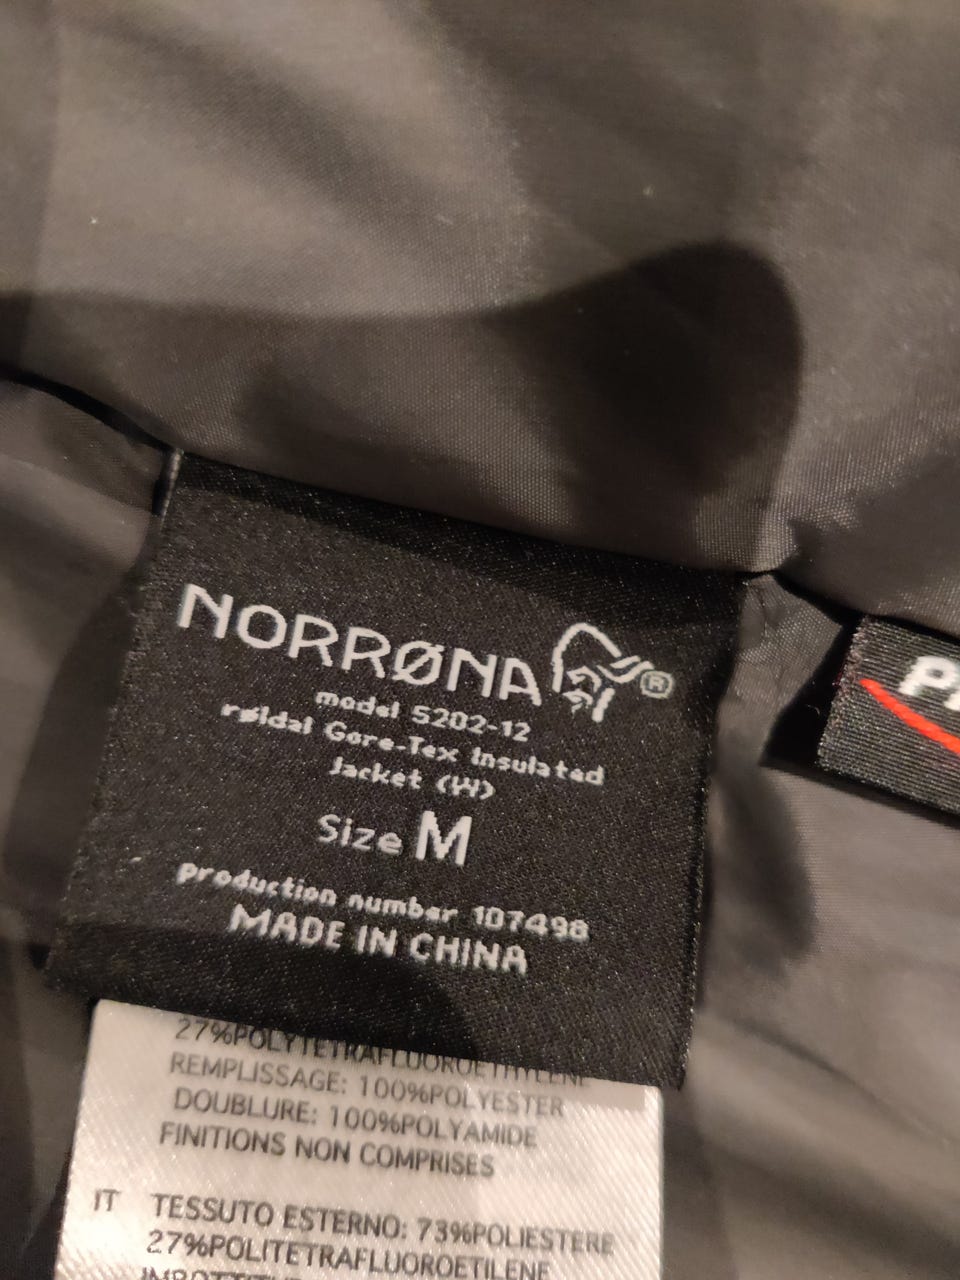 NORRØNA ®
model 5202-12
røldal Gore-Tex Insulated
Jacket (W)
Size M
production number 107498
MADE IN CHINA
27%POLYTETRAFLUOROETHYLENE
REMPLISSAGE: 100%POLYESTER
DOUBLURE: 100%POLYAMIDE
FINITIONS NON COMPRISES
IT TESSUTO ESTERNO: 73%POLIESTERE
27%POLITETRAFLUOROETILENE